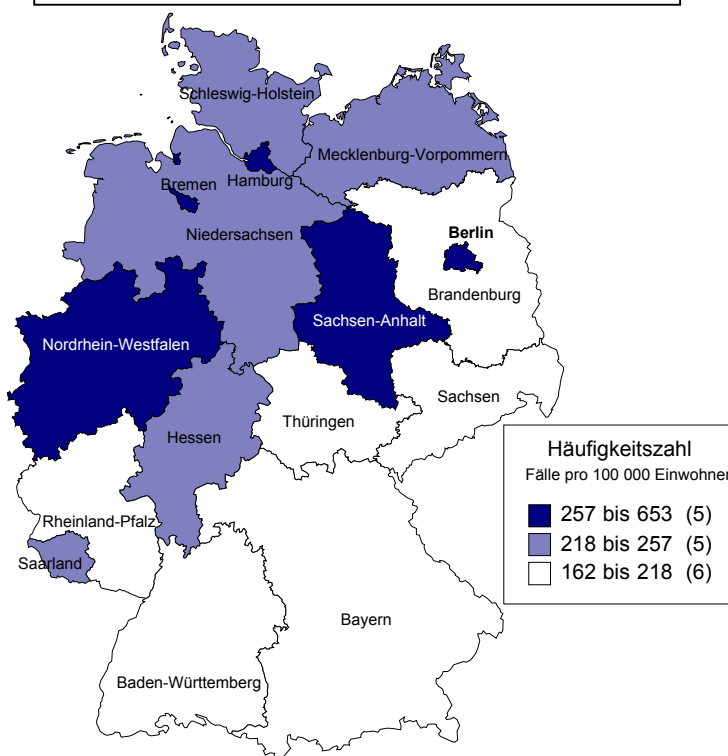 Schleswig-Holstein
Mecklenburg-Vorpommern
Hamburg
Bremen
Niedersachsen
Berlin
Brandenburg
Sachsen-Anhalt
Nordrhein-Westfalen
Sachsen
Thüringen
Hessen
Rheinland-Pfalz
Saarland
Bayern
Baden-Württemberg
Häufigkeitszahl
Fälle pro 100 000 Einwohner
257 bis 653 (5)
218 bis 257 (5)
162 bis 218 (6)